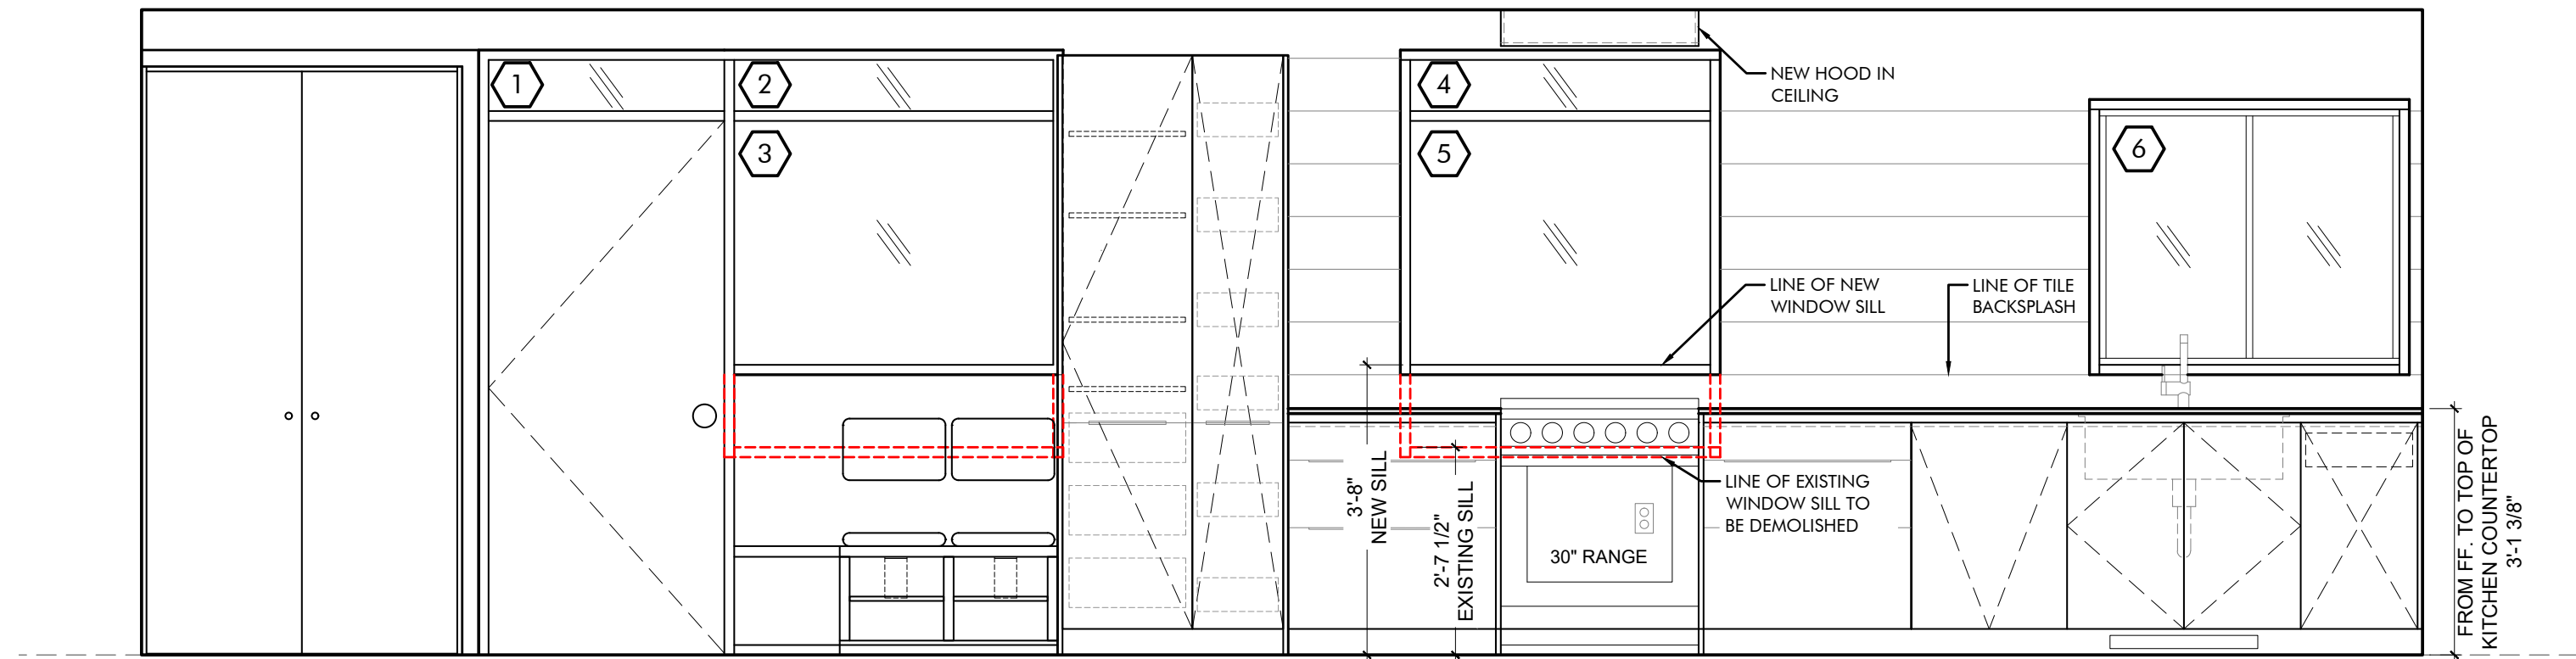 1
2
3
4
5
6
NEW HOOD IN
CEILING
LINE OF NEW
WINDOW SILL
LINE OF TILE
BACKSPLASH
3'-8"
NEW SILL
2'-7 1/2"
EXISTING SILL
30" RANGE
LINE OF EXISTING
WINDOW SILL TO
BE DEMOLISHED
FROM FF. TO TOP OF
KITCHEN COUNTERTOP
3'-1 3/8"